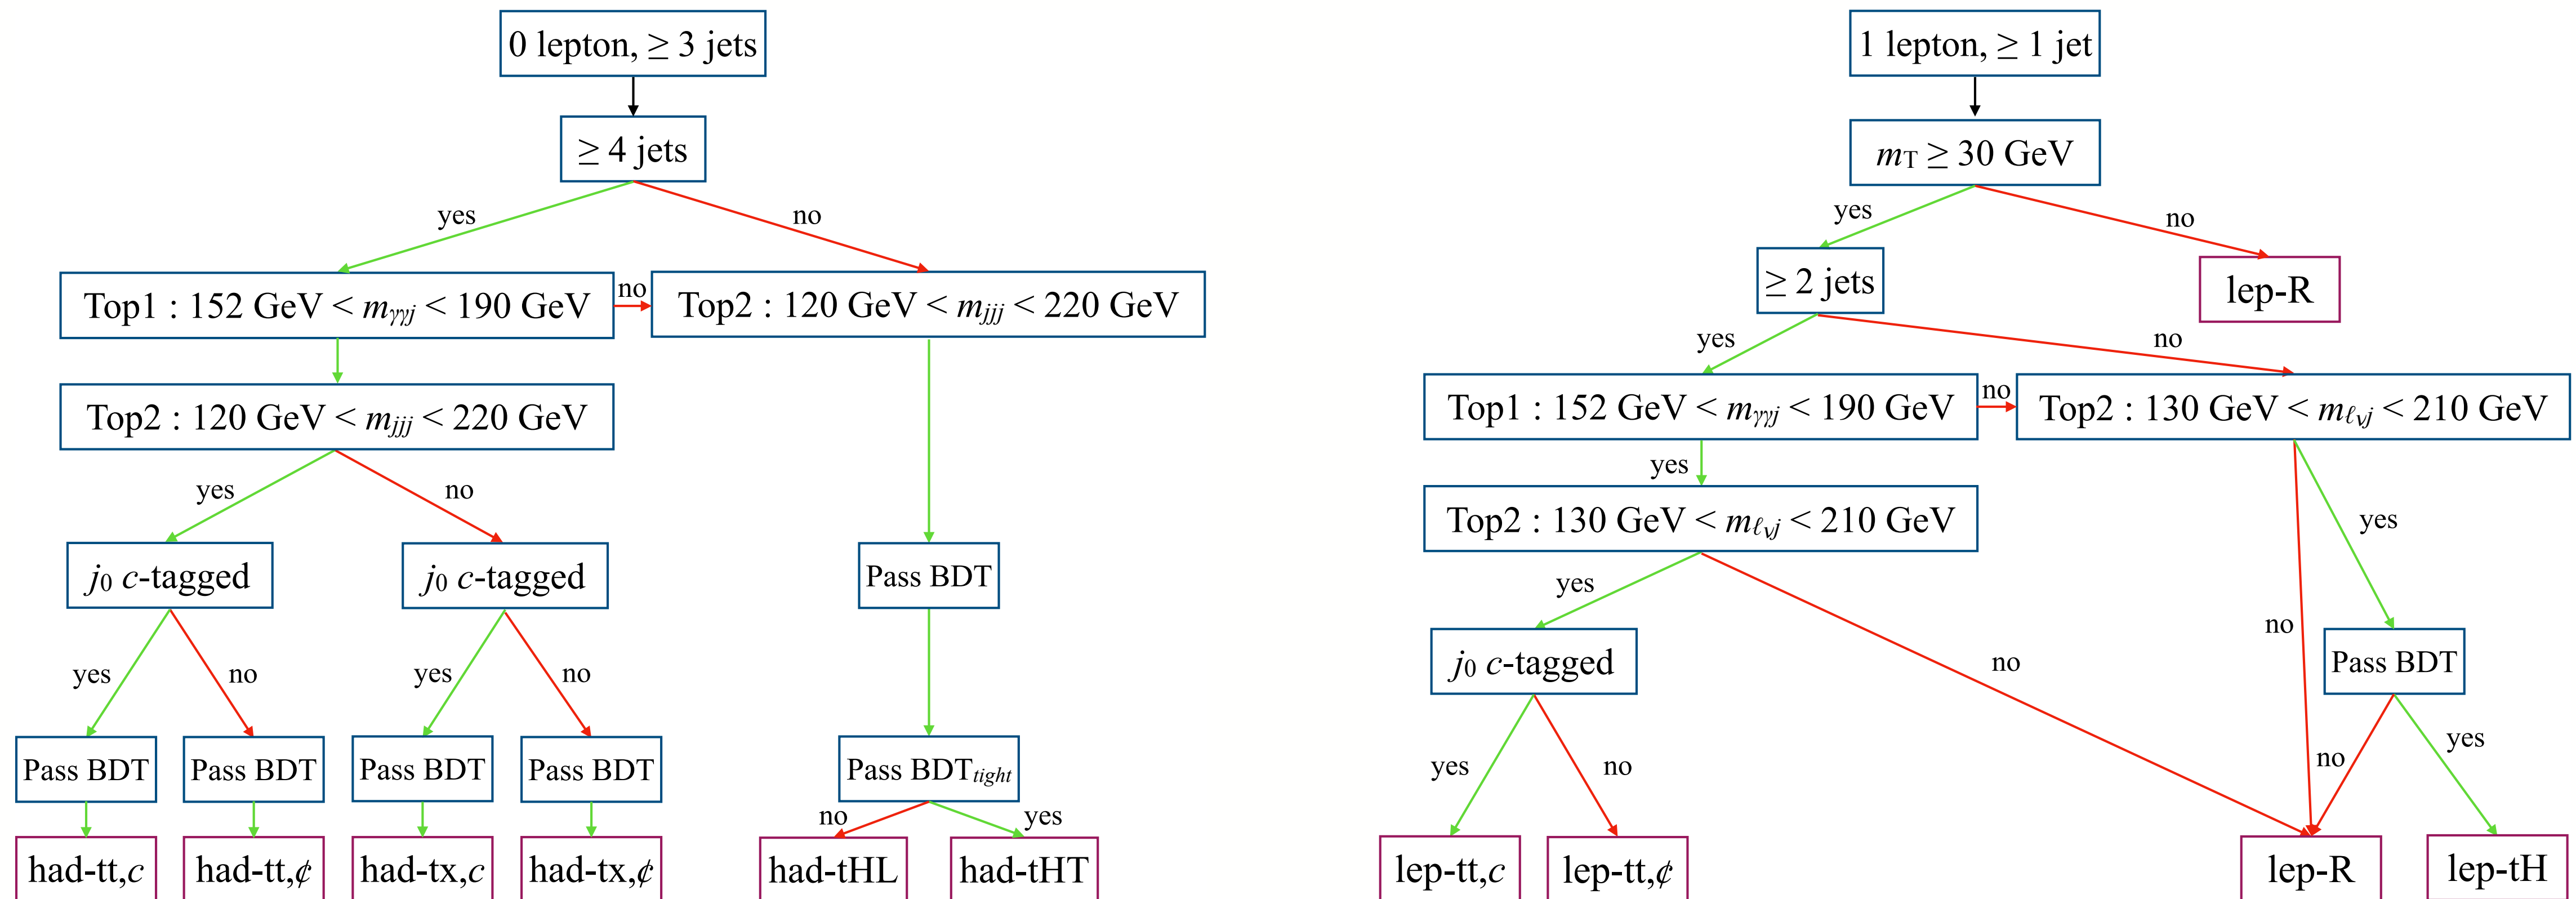 0 lepton, ≥ 3 jets
≥ 4 jets
yes
no
Top1 : 152 GeV < mγγj < 190 GeV
no
Top2 : 120 GeV < mjjj < 220 GeV
Top2 : 120 GeV < mjjj < 220 GeV
yes
no
j0 c-tagged
j0 c-tagged
Pass BDT
yes
no
yes
no
Pass BDT
Pass BDT
Pass BDT
Pass BDT
Pass BDTtight
no
yes
had-tt,c
had-tt,¢
had-tx,c
had-tx,¢
had-tHL
had-tHT
1 lepton, ≥ 1 jet
mT ≥ 30 GeV
yes
no
≥ 2 jets
lep-R
yes
no
Top1 : 152 GeV < mγγj < 190 GeV
no
Top2 : 130 GeV < mℓνj < 210 GeV
yes
Top2 : 130 GeV < mℓνj < 210 GeV
yes
yes
no
no
j0 c-tagged
Pass BDT
yes
no
no
yes
lep-tt,c
lep-tt,¢
lep-R
lep-tH